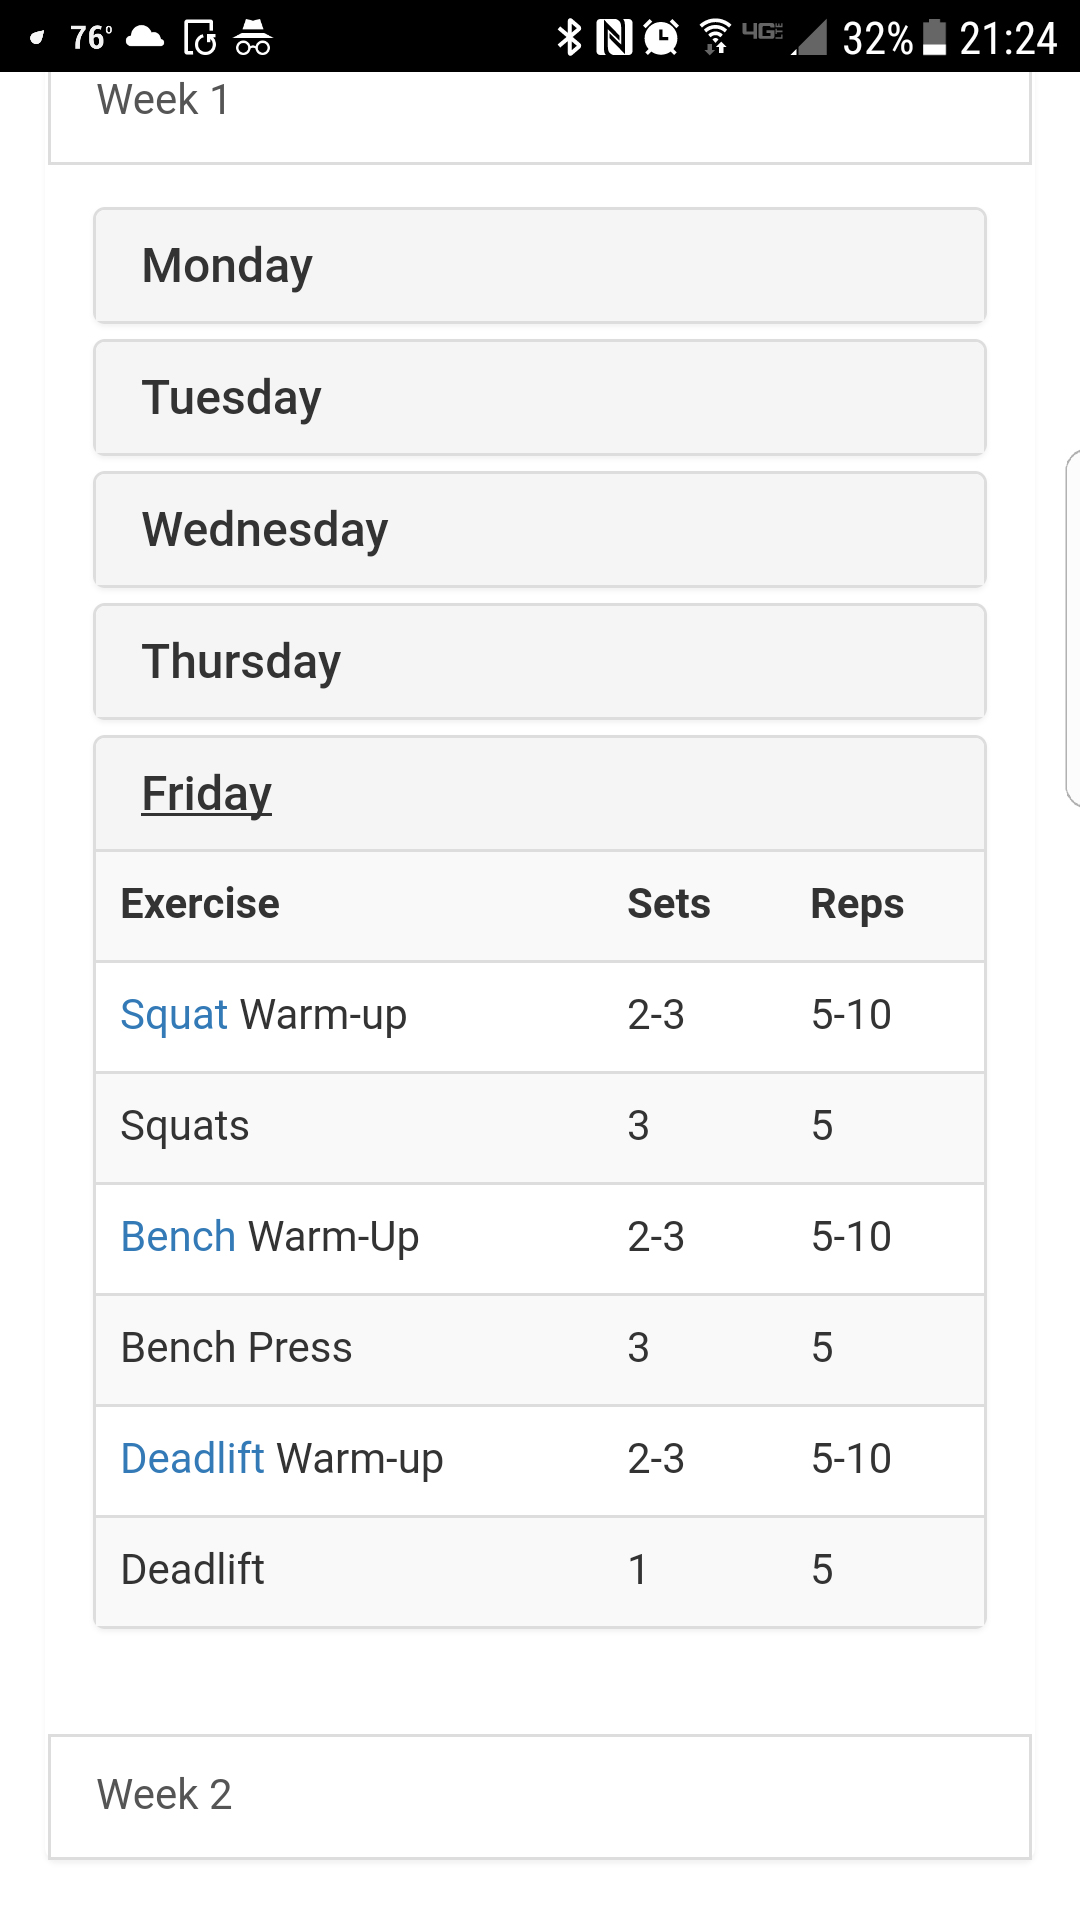 76° 4G LTE 32% 21:24
Week 1
Monday
Tuesday
Wednesday
Thursday
Friday
Exercise Sets Reps
Squat Warm-up 2-3 5-10
Squats 3 5
Bench Warm-Up 2-3 5-10
Bench Press 3 5
Deadlift Warm-up 2-3 5-10
Deadlift 1 5
Week 2